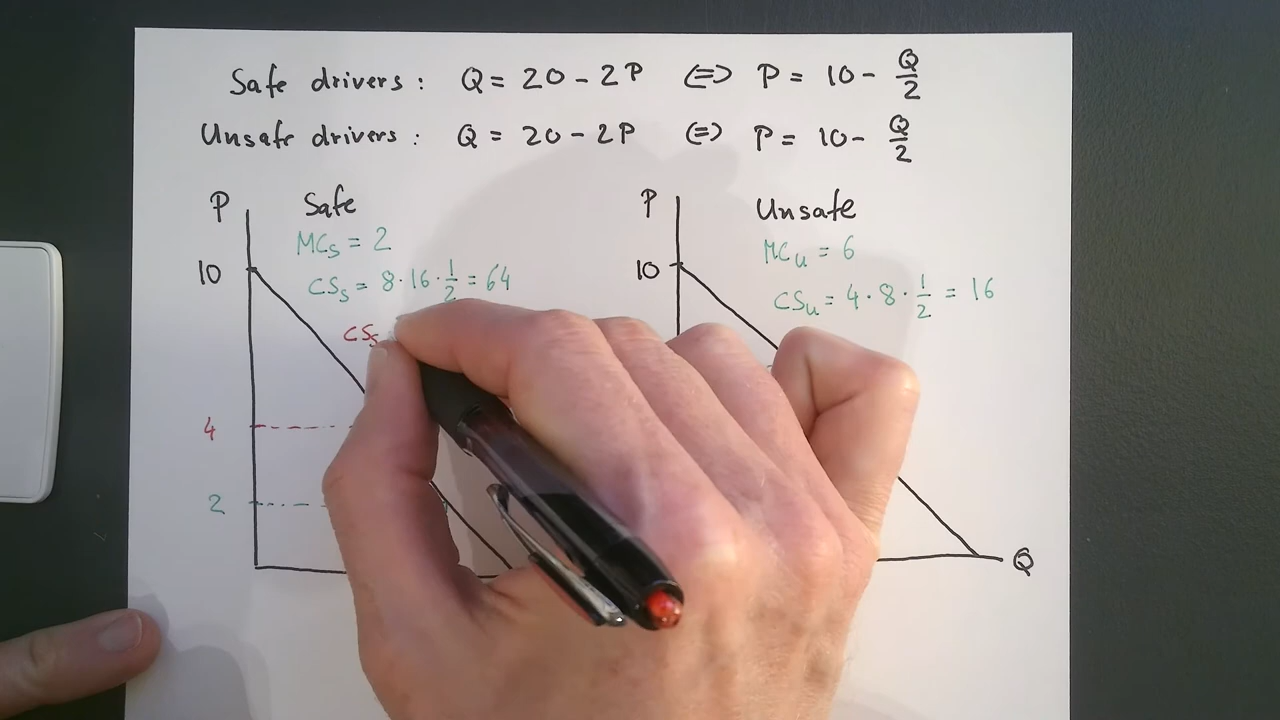 Safe drivers : Q = 20 - 2P <=> P = 10 - Q/2
Unsafe drivers : Q = 20 - 2P <=> P = 10 - Q/2
P Safe
MCs = 2
10
CSs = 8 · 16 · 1/2 = 64
CSs
4
2
P Unsafe
MCu = 6
10
CSu = 4 · 8 · 1/2 = 16
Q